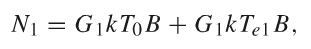 N₁ = G₁kT₀B + G₁kTₑ₁B,